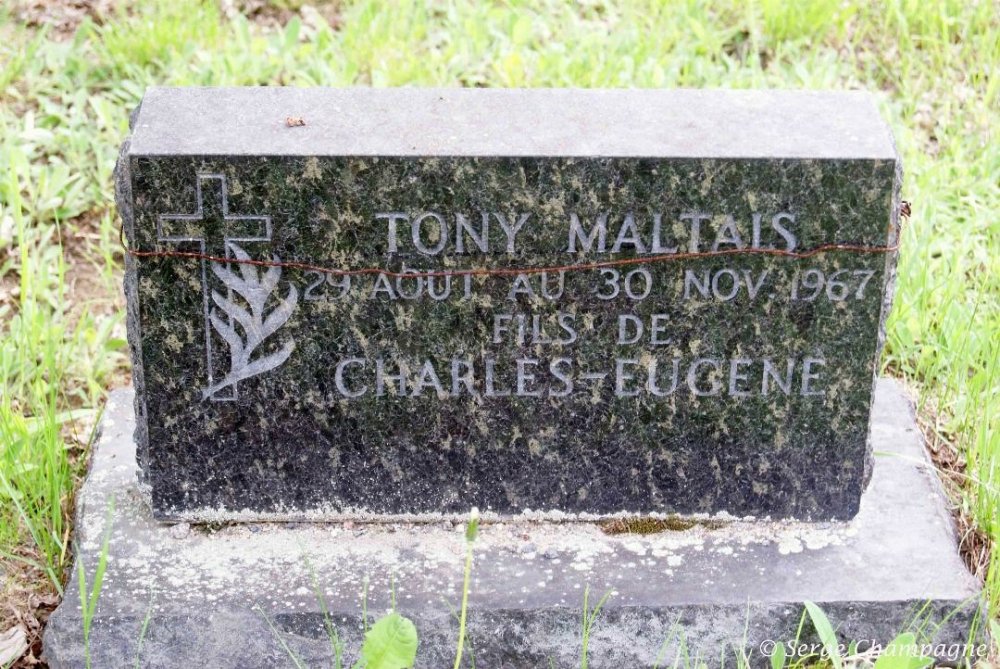 TONY MALTAIS
29 AOUT AU 30 NOV. 1967
FILS DE
CHARLES-EUGENE
© Serge Champagne